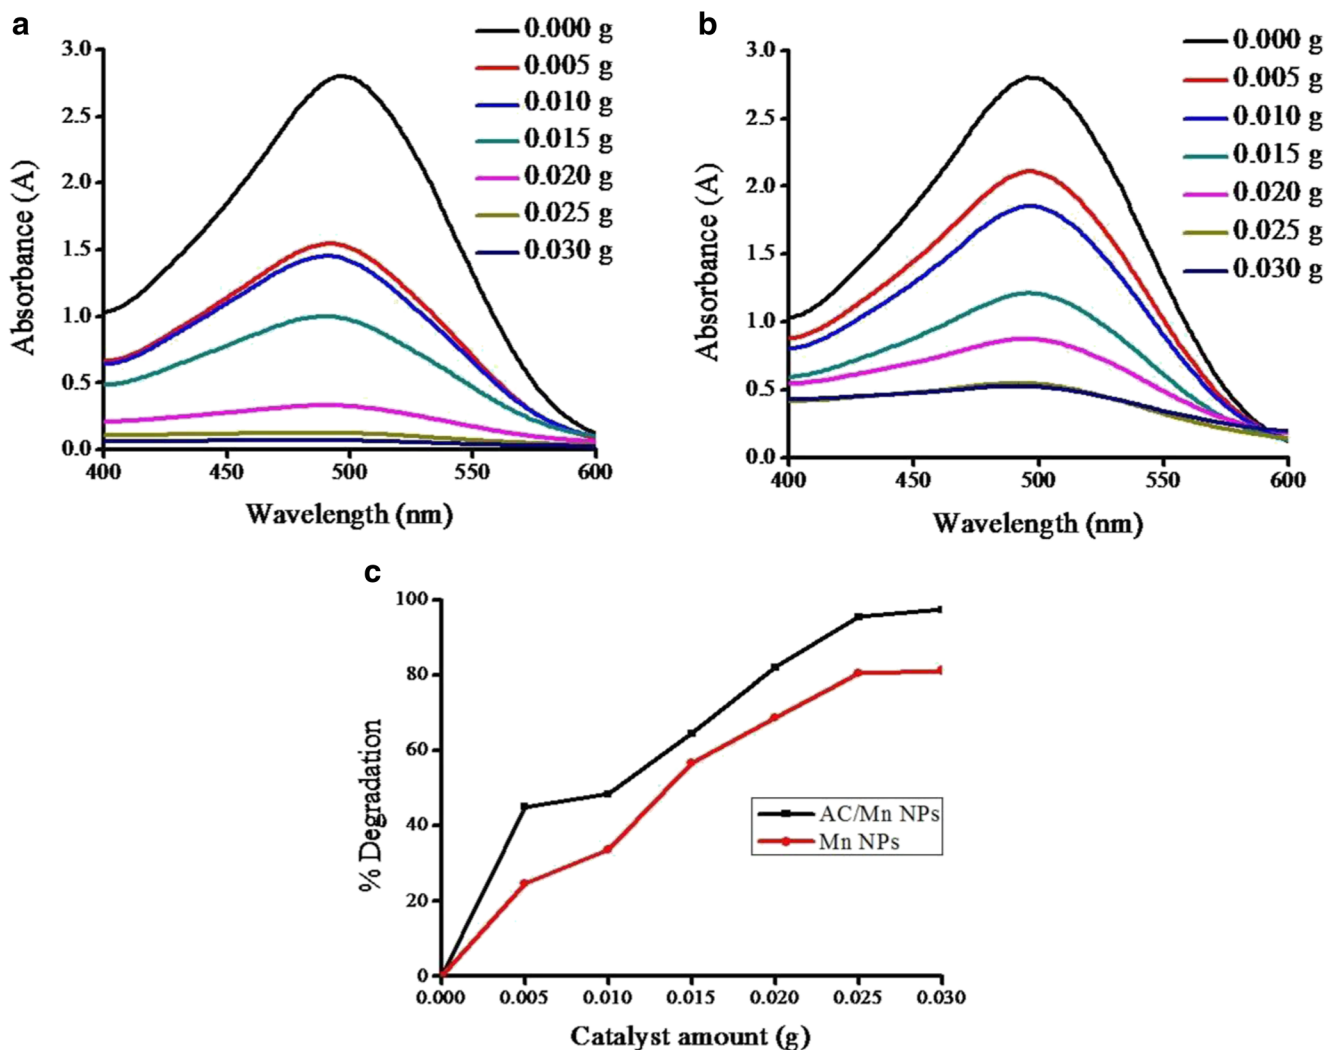 a
0.000 g
0.005 g
0.010 g
0.015 g
0.020 g
0.025 g
0.030 g
3.0
2.5
2.0
1.5
1.0
0.5
0.0
Absorbance (A)
400 450 500 550 600
Wavelength (nm)
b
0.000 g
0.005 g
0.010 g
0.015 g
0.020 g
0.025 g
0.030 g
3.0
2.5
2.0
1.5
1.0
0.5
0.0
Absorbance (A)
400 450 500 550 600
Wavelength (nm)
c
100
80
60
40
20
0
% Degradation
AC/Mn NPs
Mn NPs
0.000 0.005 0.010 0.015 0.020 0.025 0.030
Catalyst amount (g)